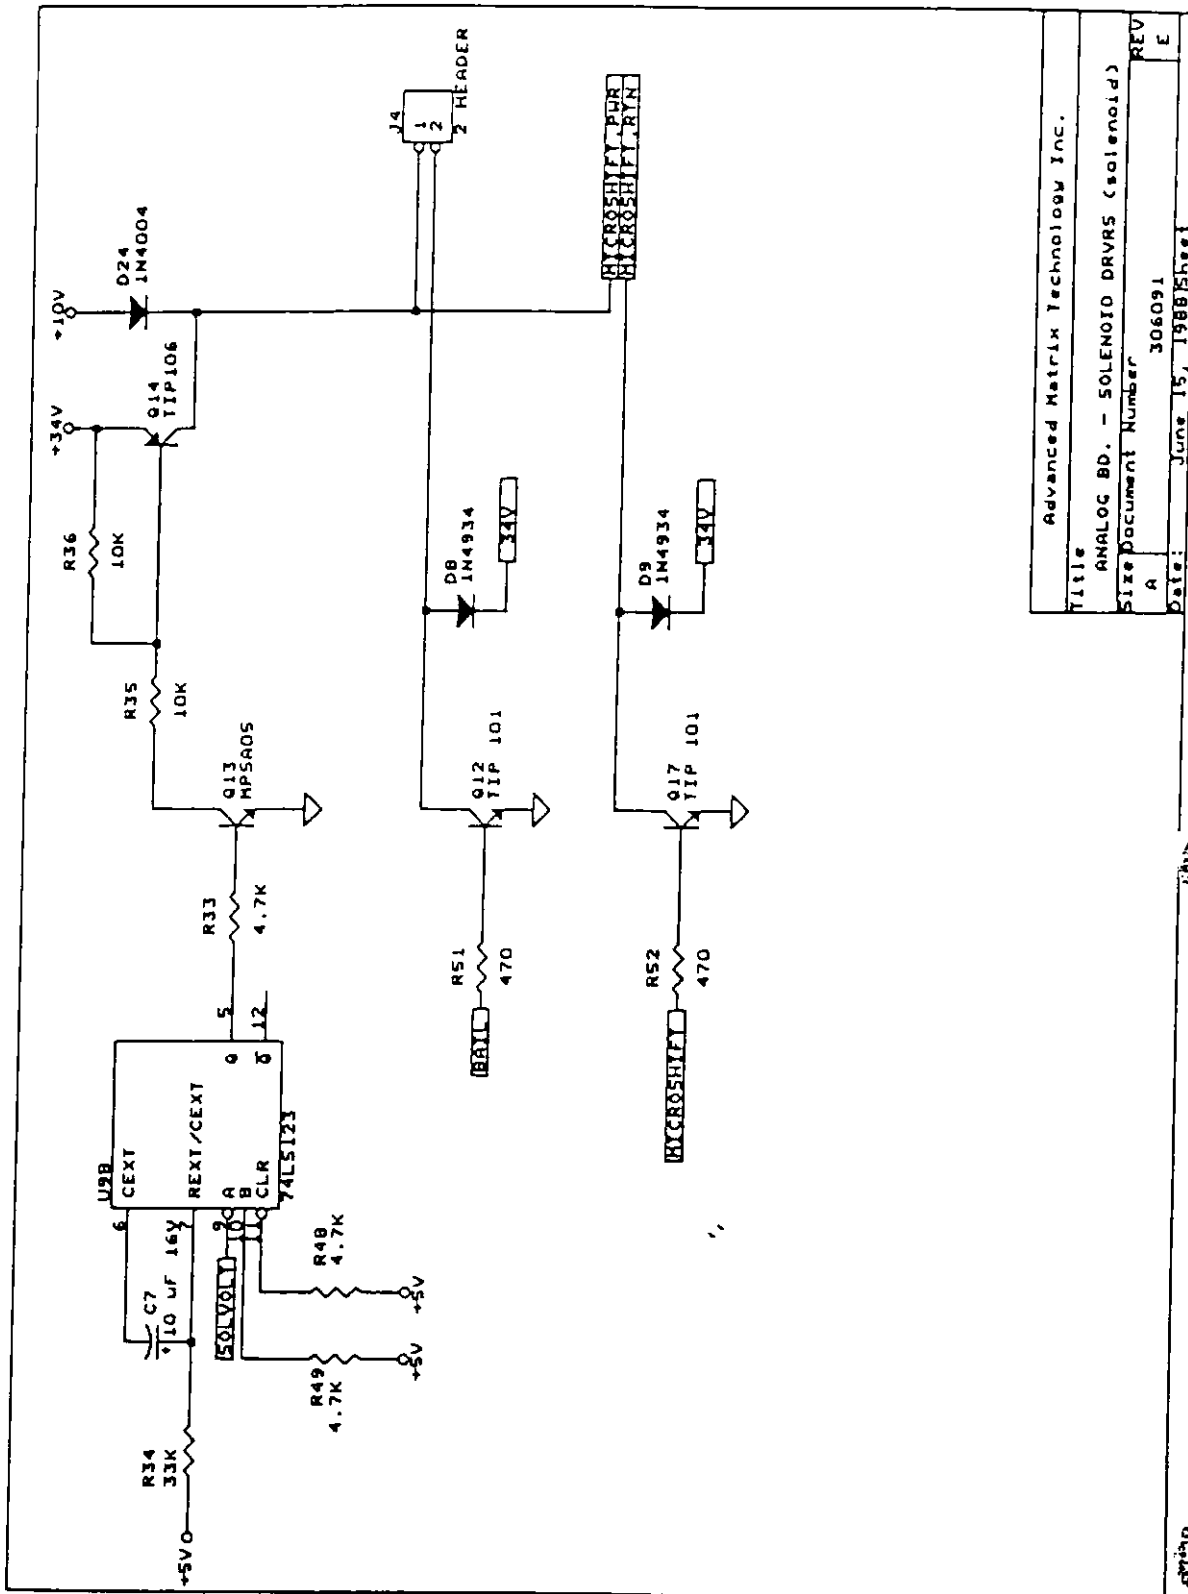 +5VO
R34
33K
C7
+10 uF 16V
U9B
6
CEXT
7
REXT/CEXT
SOLVOLT
9
A
10
B
11
CLR
74LS123
Q
5
Q
12
R49
4.7K
+5V
R48
4.7K
+5V
R33
4.7K
Q13
MPSA05
R35
10K
R36
10K
+34V
Q14
TIP106
+10V
D24
1N4004
J4
1
2
2 HEADER
BAIL
R51
470
Q12
TIP 101
D8
1N4934
34V
MICROSHIFT
R52
470
Q17
TIP 101
D9
1N4934
34V
MICROSHIFT.PWR
MICROSHIFT.RTN
Advanced Matrix Technology Inc.
Title
ANALOG BD. - SOLENOID DRVRS (solenoid)
Size Document Number
REV
A
306091
E
Date: June 15, 1988 Sheet